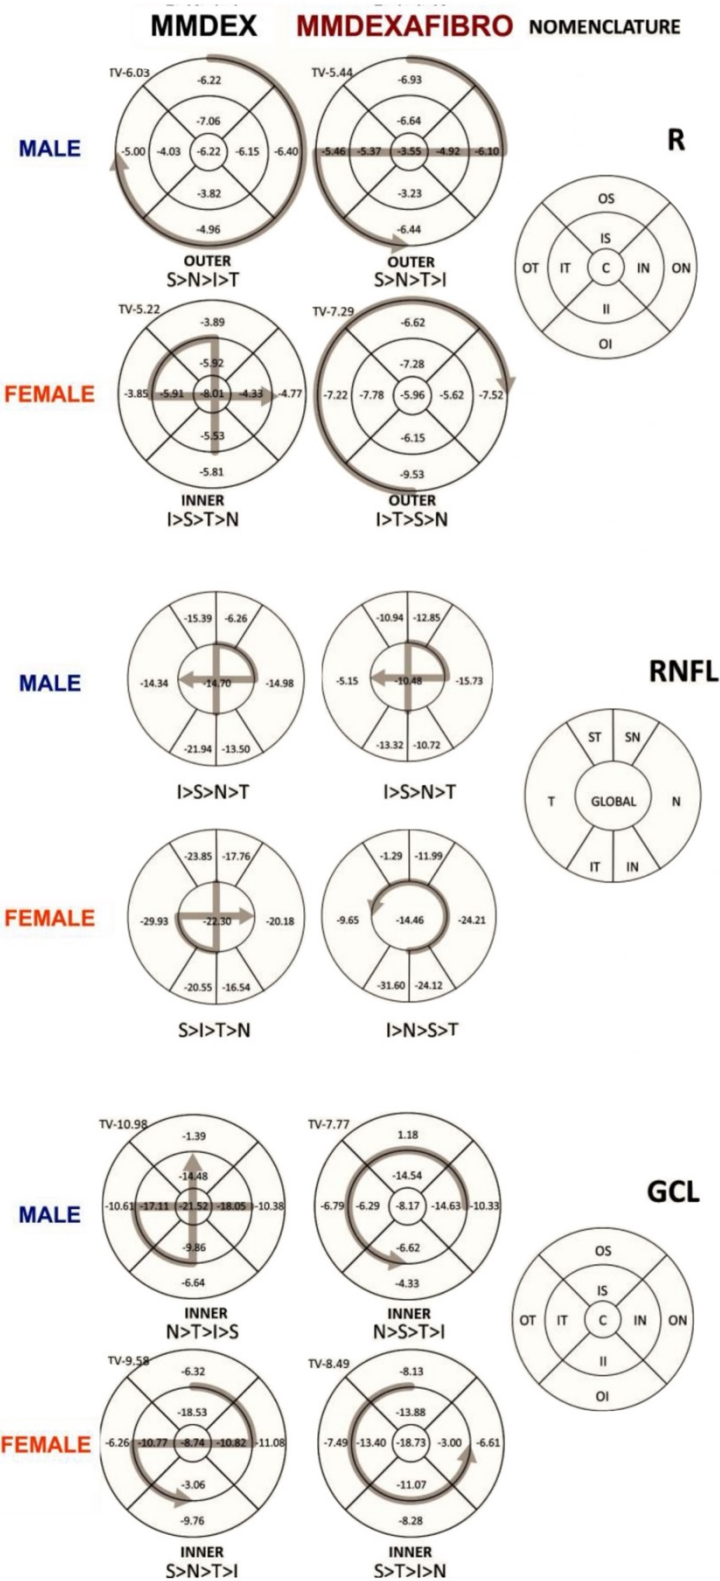 MMDEX MMDEXAFIBRO NOMENCLATURE
MALE
TV-6.03
-6.22
-7.06
-5.00 -4.03 -6.22 -6.15 -6.40
-3.82
-4.96
OUTER
S>N>I>T
TV-5.44
-6.93
-6.64
-5.46 -5.37 -3.55 -4.92 -6.10
-3.23
-6.44
OUTER
S>N>T>I
R
OS
IS
OT IT C IN ON
II
OI
FEMALE
TV-5.22
-3.89
-5.92
-3.85 -5.91 -8.01 -4.33 -4.77
-5.53
-5.81
INNER
I>S>T>N
TV-7.29
-6.62
-7.28
-7.22 -7.78 -5.96 -5.62 -7.52
-6.15
-9.53
OUTER
I>T>S>N
MALE
-15.39 -6.26
-14.34 -14.70 -14.98
-21.94 -13.50
I>S>N>T
-10.94 -12.85
-5.15 -10.48 -15.73
-13.32 -10.72
I>S>N>T
RNFL
ST SN
T GLOBAL N
IT IN
FEMALE
-23.85 -17.76
-29.93 -22.30 -20.18
-20.55 -16.54
S>I>T>N
-1.29 -11.99
-9.65 -14.46 -24.21
-31.60 -24.12
I>N>S>T
MALE
TV-10.98
-1.39
-14.48
-10.61 -17.11 -21.52 -18.05 -10.38
-9.86
-6.64
INNER
N>T>I>S
TV-7.77
1.18
-14.54
-6.79 -6.29 -8.17 -14.63 -10.33
-6.62
-4.33
INNER
N>S>T>I
GCL
OS
IS
OT IT C IN ON
II
OI
FEMALE
TV-9.58
-6.32
-18.53
-6.26 -10.77 -8.74 -10.82 -11.08
-3.06
-9.76
INNER
S>N>T>I
TV-8.49
-8.13
-13.88
-7.49 -13.40 -18.73 -3.00 -6.61
-11.07
-8.28
INNER
S>T>I>N